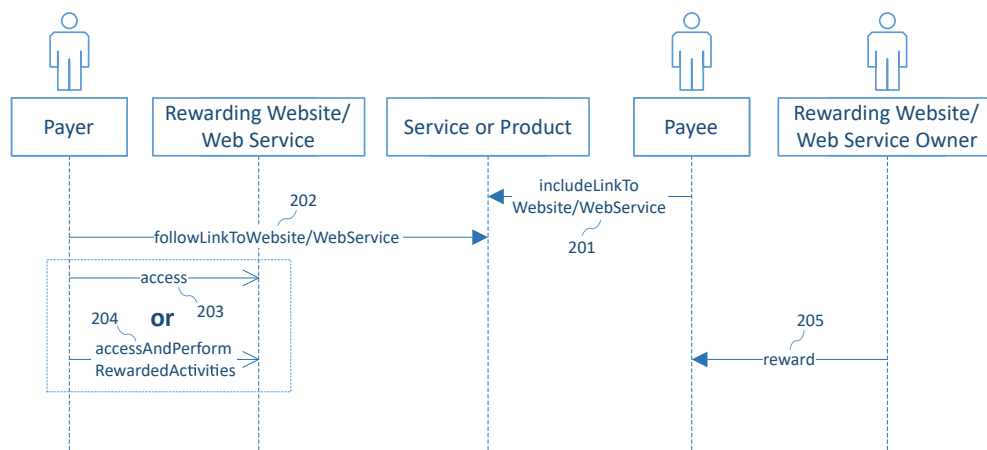 Payer
Rewarding Website/
Web Service
Service or Product
Payee
Rewarding Website/
Web Service Owner
includeLinkTo
Website/WebService
201
202
followLinkToWebsite/WebService
access
203
or
204
accessAndPerform
RewardedActivities
205
reward